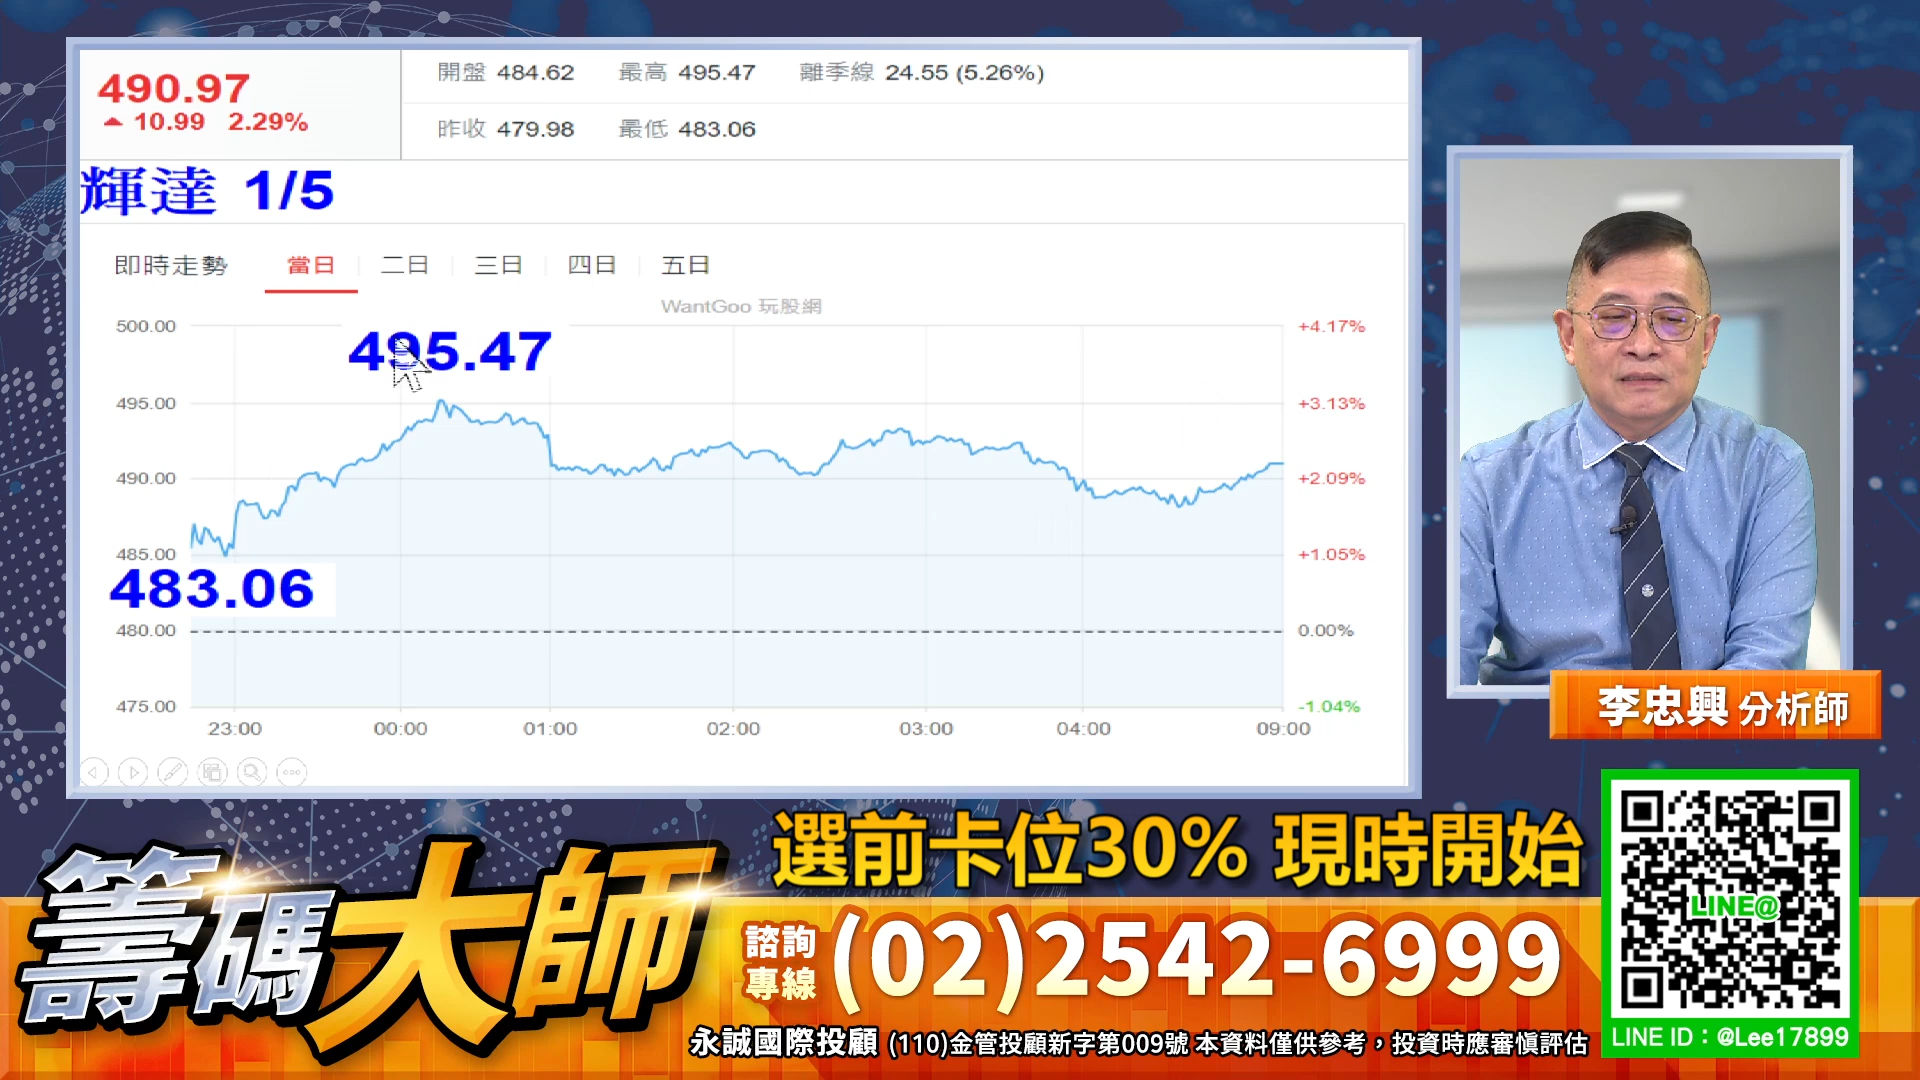 490.97
▲ 10.99 2.29%
開盤 484.62 最高 495.47 離季線 24.55 (5.26%)
昨收 479.98 最低 483.06
輝達 1/5
即時走勢 當日 二日 三日 四日 五日
WantGoo 玩股網
500.00 +4.17%
495.47
495.00 +3.13%
490.00 +2.09%
485.00 +1.05%
483.06
480.00 0.00%
475.00 -1.04%
23:00 00:00 01:00 02:00 03:00 04:00 09:00
李忠興 分析師
選前卡位30% 現時開始
籌碼大師
諮詢專線 (02)2542-6999
LINE@
永誠國際投顧 (110)金管投顧新字第009號 本資料僅供參考，投資時應審慎評估
LINE ID：@Lee17899